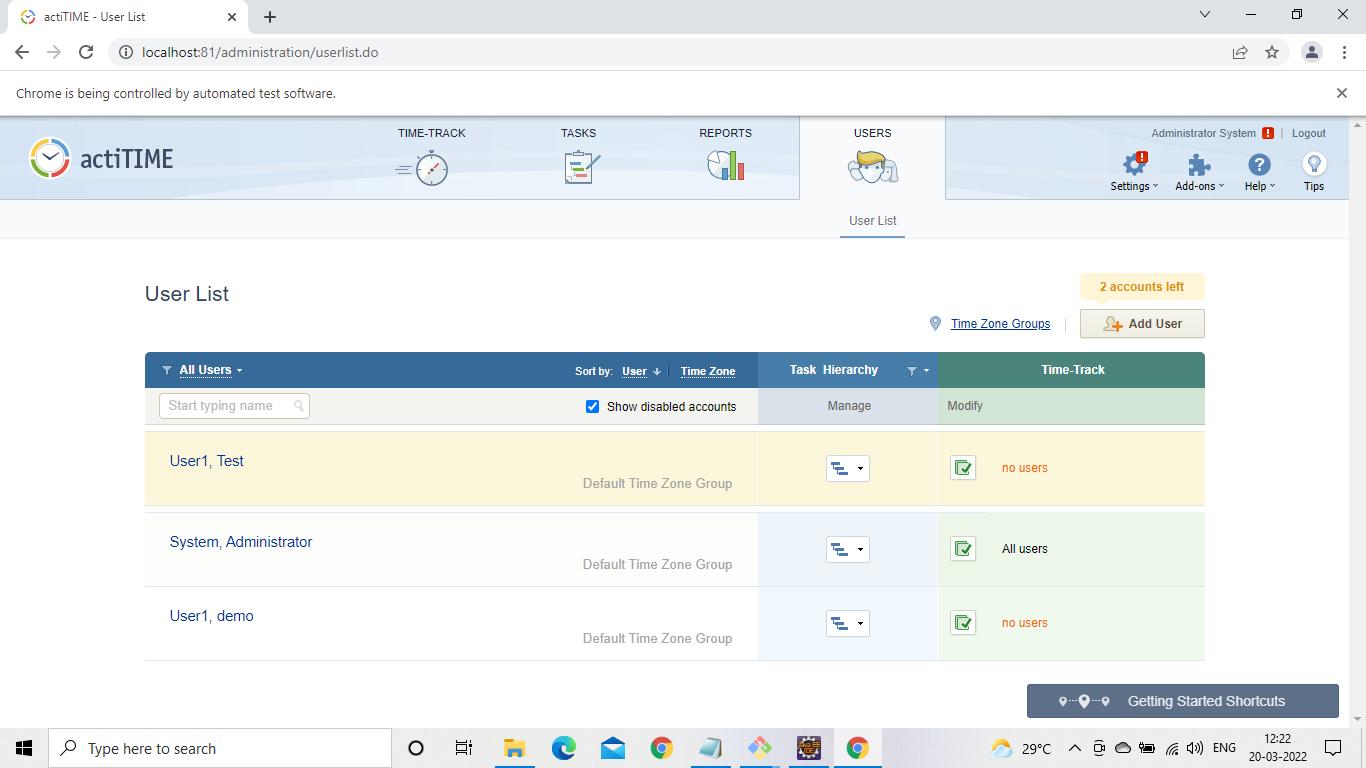 actiTIME - User List
localhost:81/administration/userlist.do
Chrome is being controlled by automated test software.
actiTIME
TIME-TRACK
TASKS
REPORTS
USERS
Administrator System ! | Logout
Settings
Add-ons
Help
Tips
User List
User List
2 accounts left
Time Zone Groups
Add User
All Users
Sort by: User Time Zone
Task Hierarchy
Time-Track
Start typing name
Show disabled accounts
Manage
Modify
User1, Test
Default Time Zone Group
no users
System, Administrator
Default Time Zone Group
All users
User1, demo
Default Time Zone Group
no users
Getting Started Shortcuts
Type here to search
29°C
ENG
12:22
20-03-2022